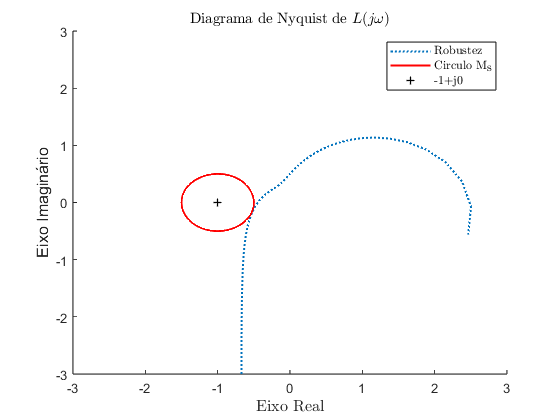 Diagrama de Nyquist de L(jω)
Robustez
Circulo M_S
-1+j0
Eixo Imaginário
3
2
1
0
-1
-2
-3
-3
-2
-1
0
1
2
3
Eixo Real